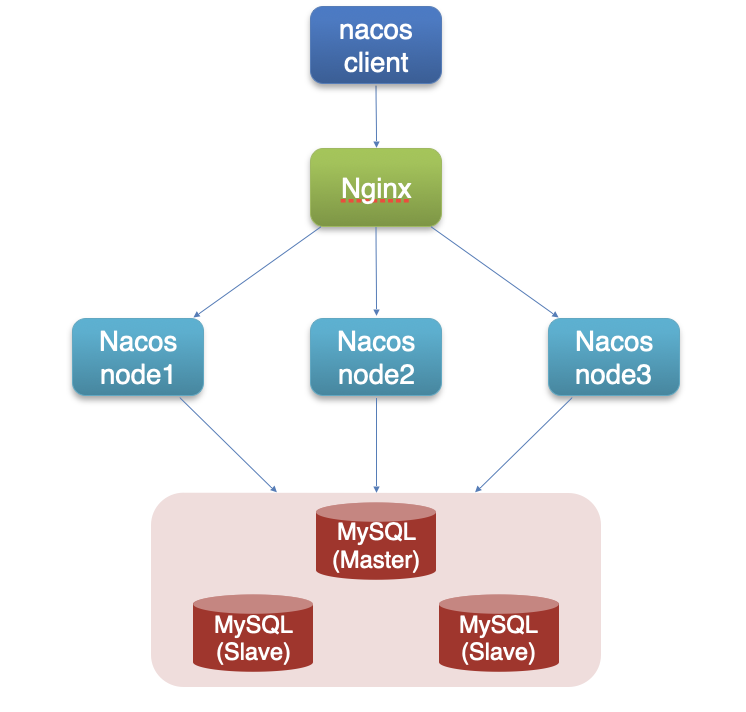 nacos
client
Nginx
Nacos
node1
Nacos
node2
Nacos
node3
MySQL
(Master)
MySQL
(Slave)
MySQL
(Slave)